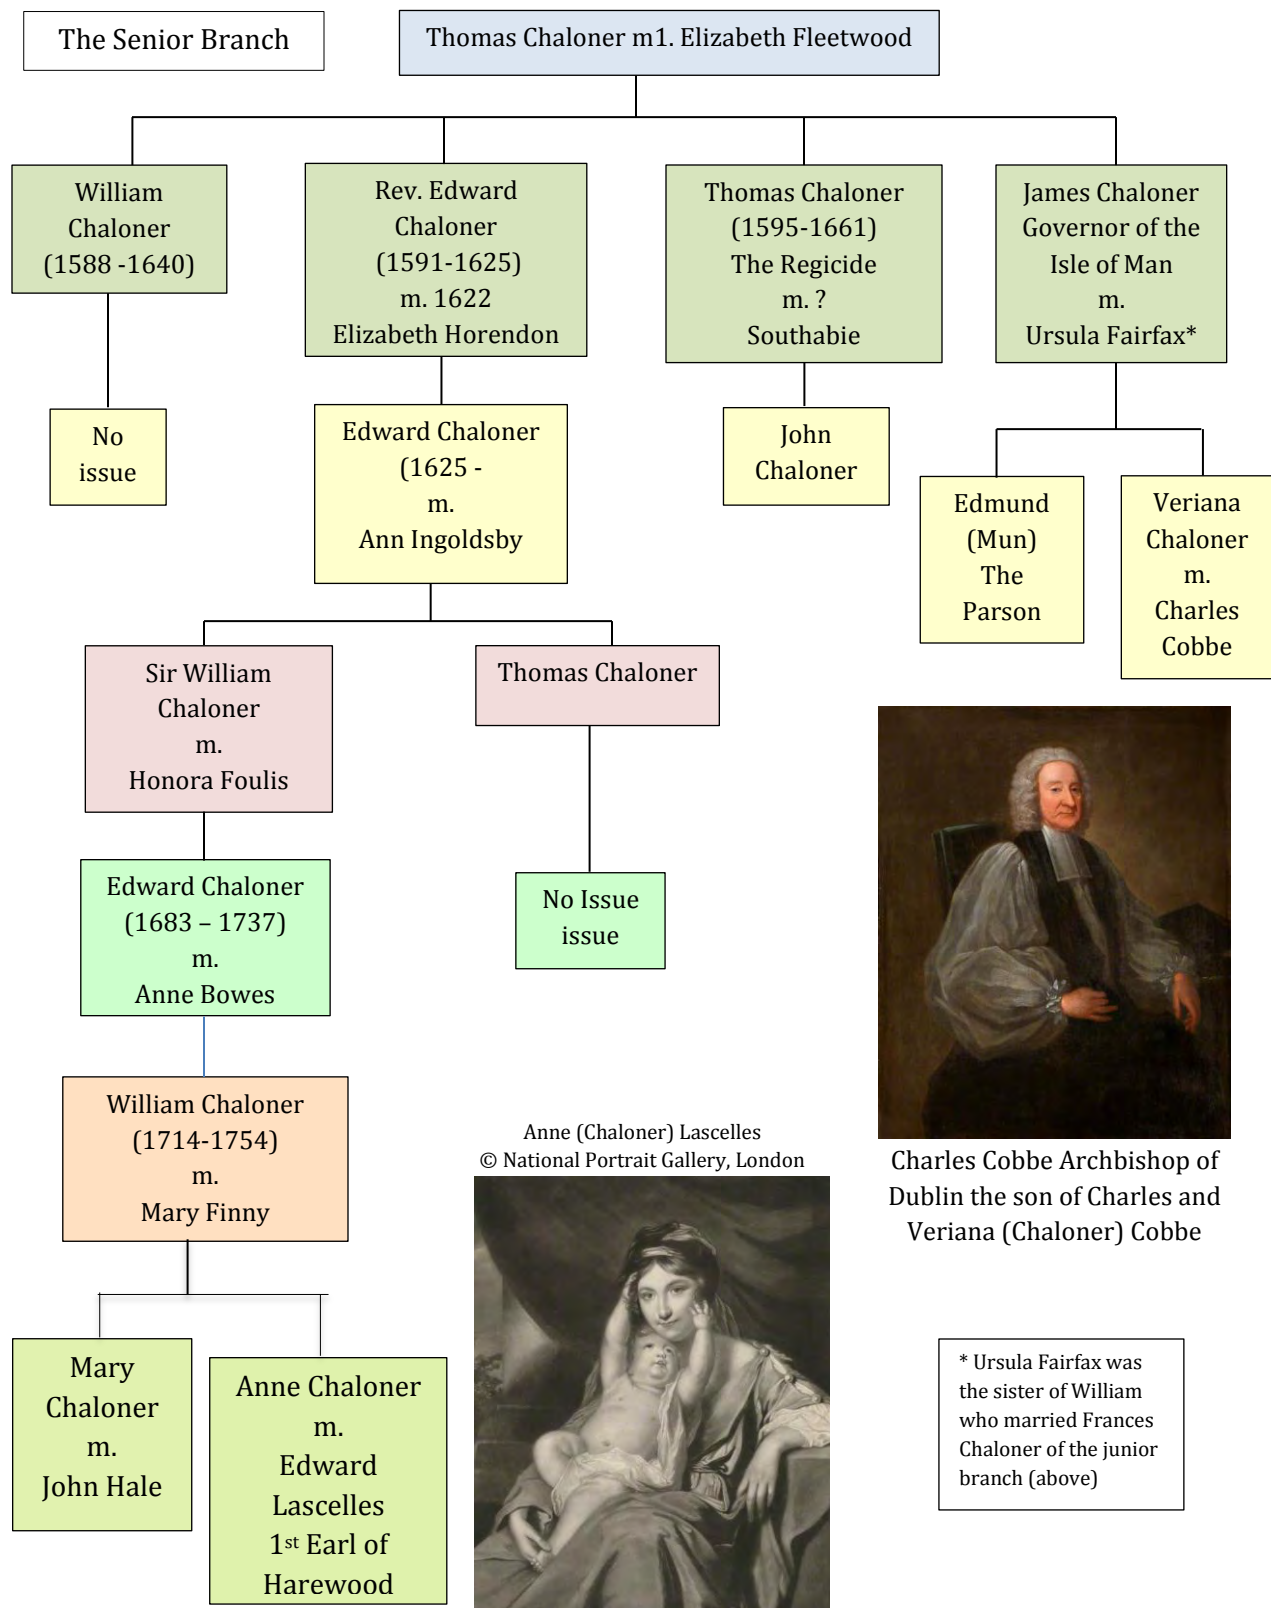 The Senior Branch
Thomas Chaloner m1. Elizabeth Fleetwood
William
Chaloner
(1588 -1640)
Rev. Edward
Chaloner
(1591-1625)
m. 1622
Elizabeth Horendon
Thomas Chaloner
(1595-1661)
The Regicide
m. ?
Southabie
James Chaloner
Governor of the
Isle of Man
m.
Ursula Fairfax*
No
issue
Edward Chaloner
(1625 -
m.
Ann Ingoldsby
John
Chaloner
Edmund
(Mun)
The
Parson
Veriana
Chaloner
m.
Charles
Cobbe
Sir William
Chaloner
m.
Honora Foulis
Thomas Chaloner
Edward Chaloner
(1683 – 1737)
m.
Anne Bowes
No Issue
issue
William Chaloner
(1714-1754)
m.
Mary Finny
Anne (Chaloner) Lascelles
© National Portrait Gallery, London
Charles Cobbe Archbishop of
Dublin the son of Charles and
Veriana (Chaloner) Cobbe
Mary
Chaloner
m.
John Hale
Anne Chaloner
m.
Edward
Lascelles
1st Earl of
Harewood
* Ursula Fairfax was
the sister of William
who married Frances
Chaloner of the junior
branch (above)